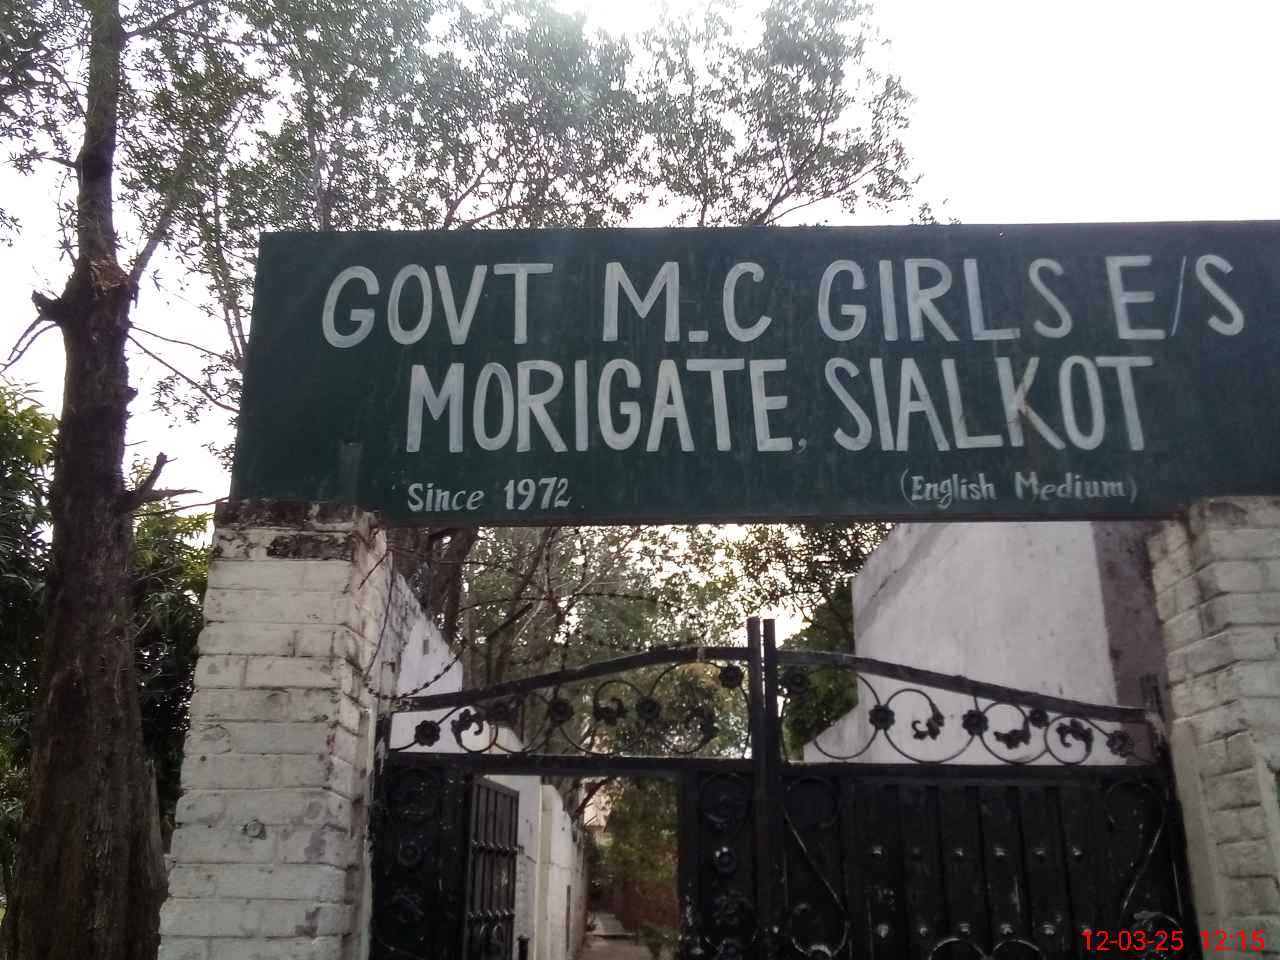 GOVT M.C GIRLS E/S
MORIGATE, SIALKOT
Since 1972 (English Medium)
12-03-25 12:15